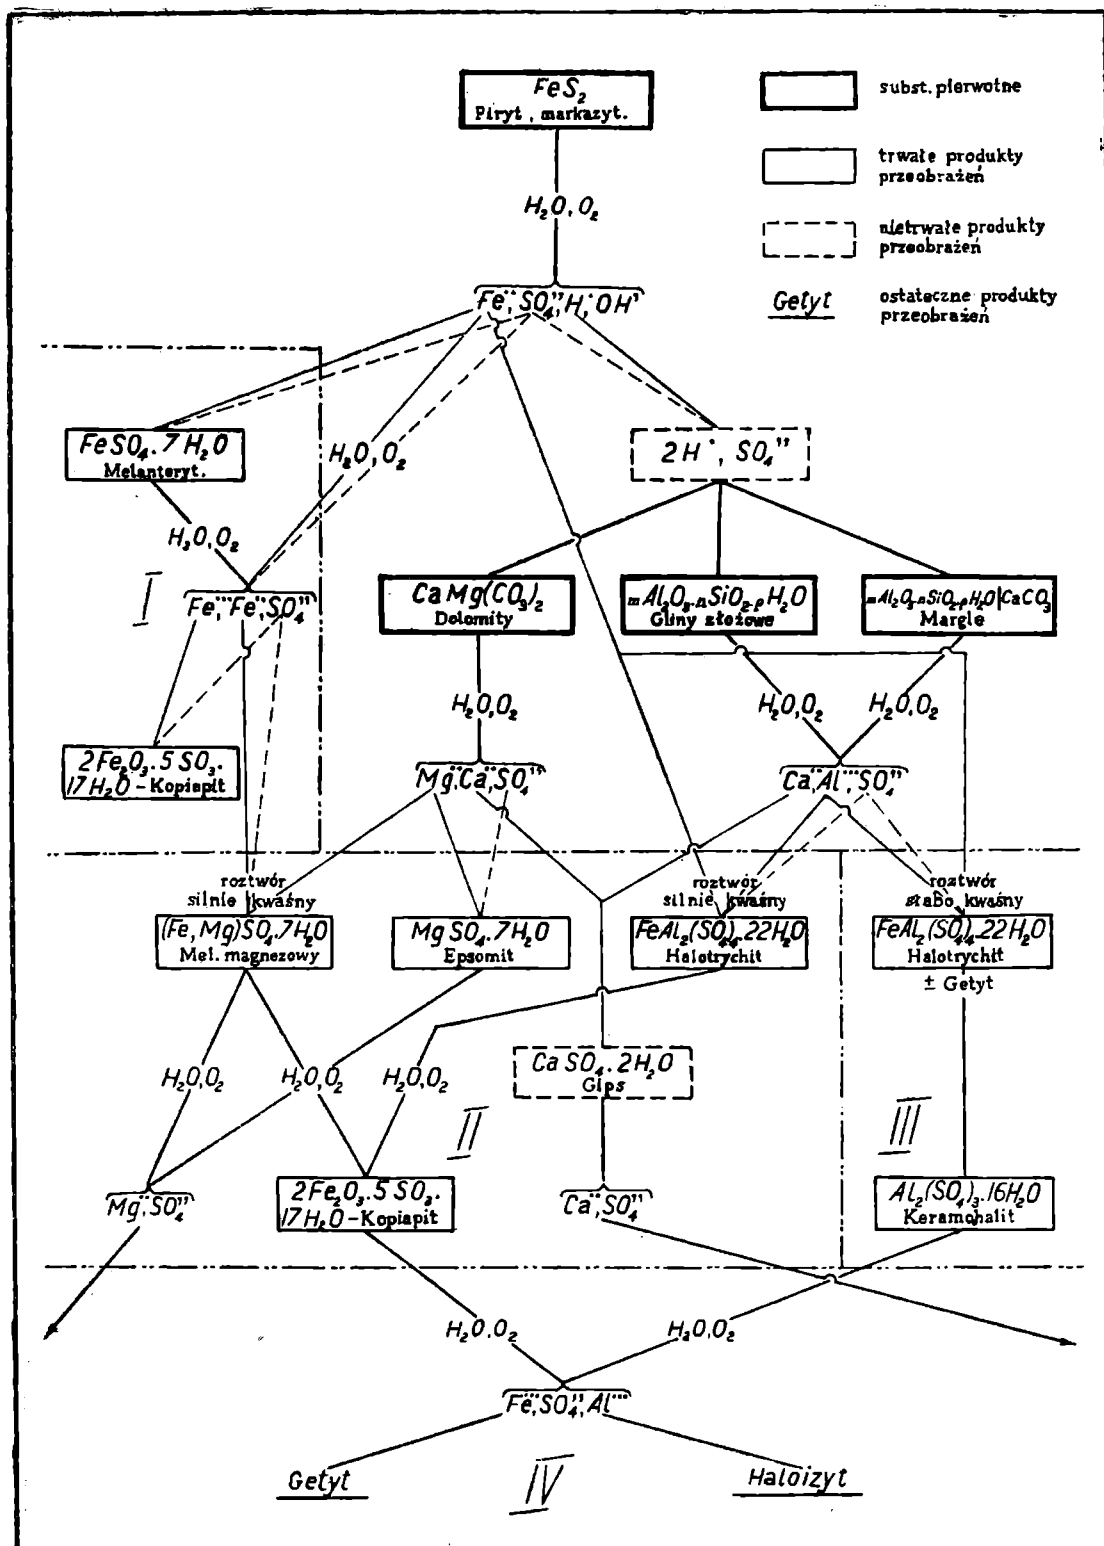 FeS₂
Piryt, markazyt.
subst. pierwotne
trwałe produkty
przeobrażeń
nietrwałe produkty
przeobrażeń
Getyt
ostateczne produkty
przeobrażeń
H₂O, O₂
Fe¨, SO₄'', H˙, OH'
FeSO₄. 7H₂O
Melanteryt.
H₂O, O₂
2H˙, SO₄''
H₂O, O₂
I
CaMg(CO₃)₂
Dolomity
mAl₂O₃.nSiO₂.pH₂O
Gliny złożowe
mAl₂O₃.nSiO₂.pH₂O|CaCO₃
Margle
Fe¨, Fe¨, SO₄''
H₂O, O₂
H₂O, O₂
H₂O, O₂
2Fe₂O₃. 5SO₃.
17H₂O - Kopiapit
Mg¨, Ca¨, SO₄''
Ca¨, Al˙˙˙, SO₄''
roztwór
silnie kwaśny
(Fe, Mg)SO₄. 7H₂O
Mel. magnezowy
MgSO₄. 7H₂O
Epsomit
roztwór
silnie kwaśny
FeAl₂(SO₄)₄. 22H₂O
Halotrychit
roztwór
słabo kwaśny
FeAl₂(SO₄)₄. 22H₂O
Halotrychit
± Getyt
H₂O, O₂
H₂O, O₂
H₂O, O₂
CaSO₄. 2H₂O
Gips
II
III
Mg¨, SO₄''
2Fe₂O₃. 5SO₃.
17H₂O - Kopiapit
Ca¨, SO₄''
Al₂(SO₄)₃. 16H₂O
Keramohalit
H₂O, O₂
H₂O, O₂
Fe˙˙˙, SO₄'', Al˙˙˙
Getyt
IV
Haloizyt